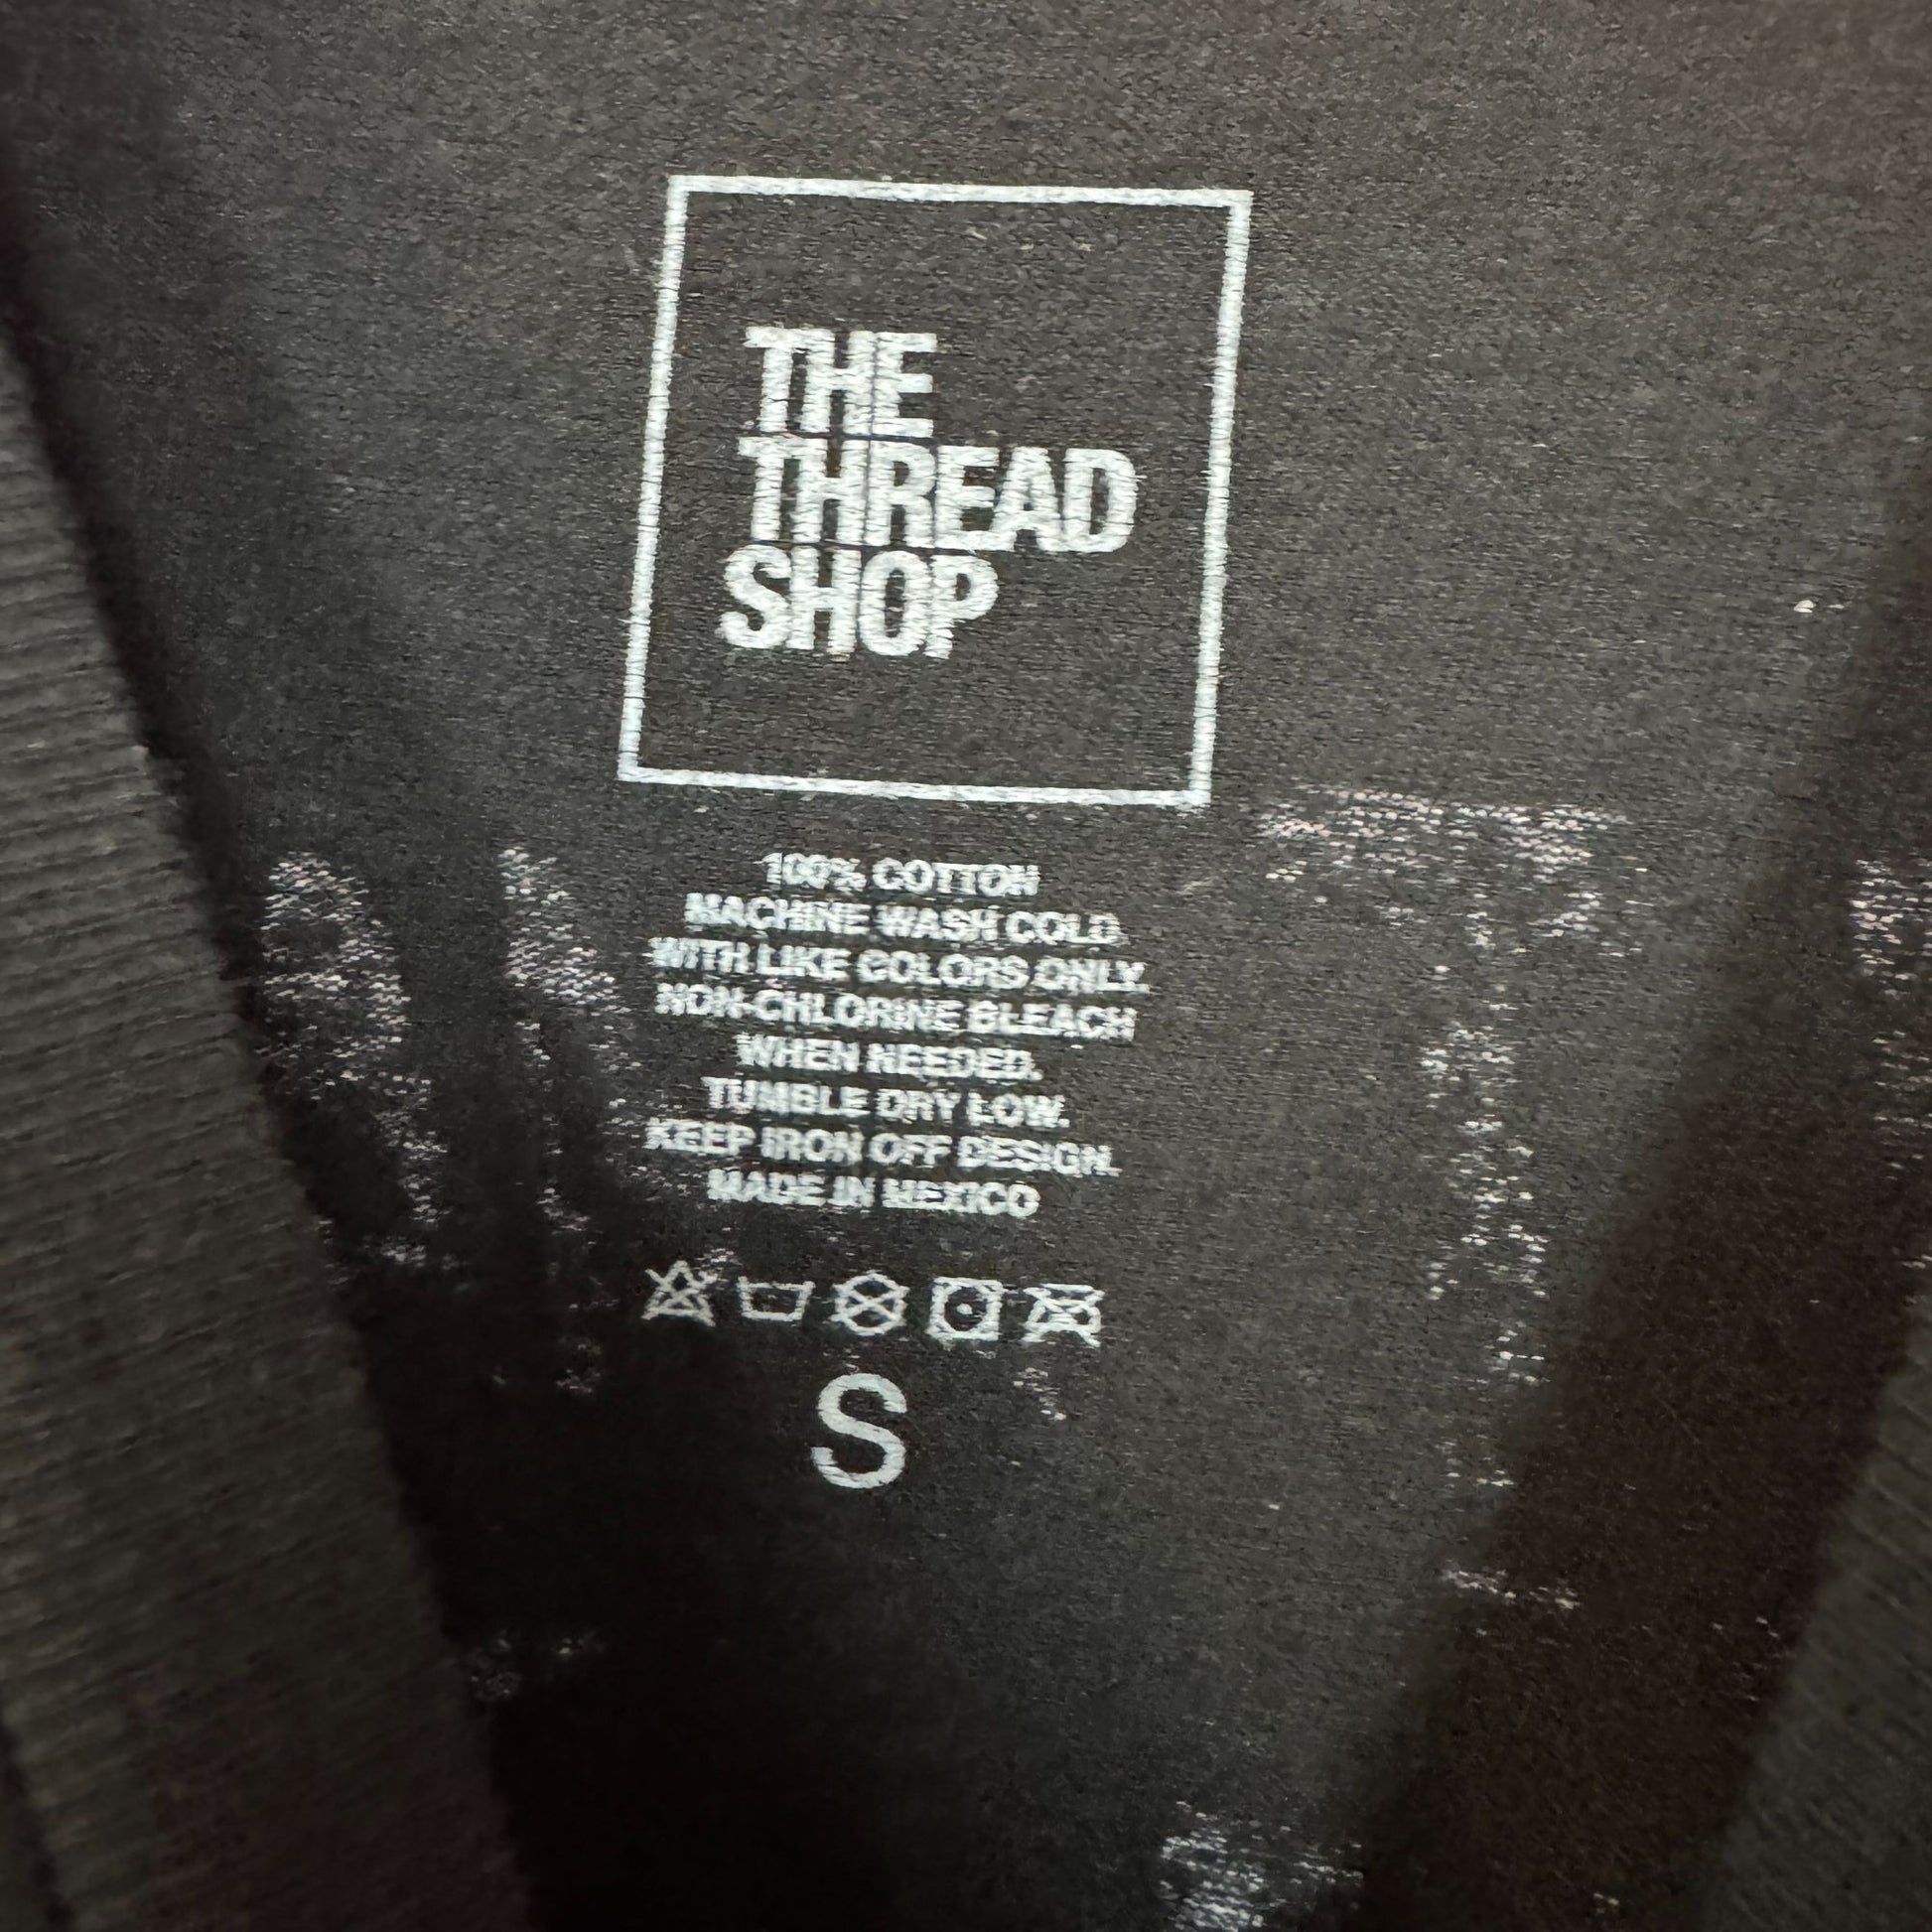 THE
THREAD
SHOP
100% COTTON
MACHINE WASH COLD.
WITH LIKE COLORS ONLY.
NON-CHLORINE BLEACH
WHEN NEEDED.
TUMBLE DRY LOW.
KEEP IRON OFF DESIGN.
MADE IN MEXICO
S